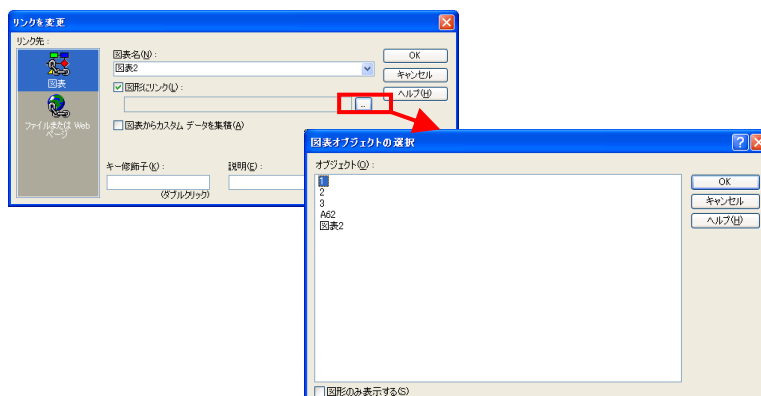 リンクを変更
リンク先:
図表
ファイルまたは Web
ページ
図表名(N):
図表2
図形にリンク(L):
...
図表からカスタム データを集積(A)
キー修飾子(K):
(ダブルクリック)
説明(E):
OK
キャンセル
ヘルプ(H)
図表オブジェクトの選択
オブジェクト(O):
1
2
3
A62
図表2
OK
キャンセル
ヘルプ(H)
図形のみ表示する(S)